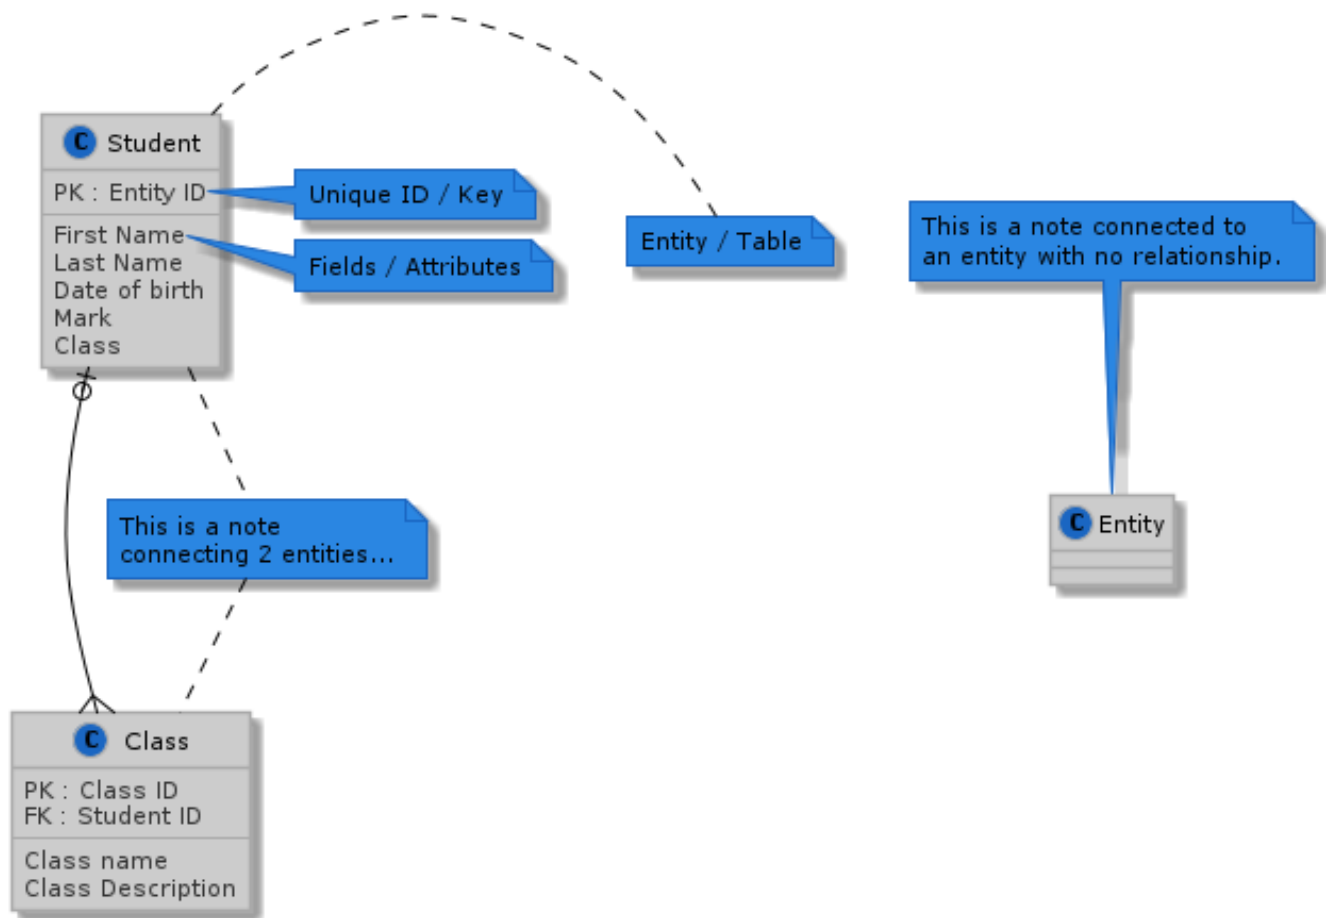 C Student
PK : Entity ID
First Name
Last Name
Date of birth
Mark
Class
Unique ID / Key
Fields / Attributes
Entity / Table
This is a note connected to
an entity with no relationship.
C Entity
This is a note
connecting 2 entities...
C Class
PK : Class ID
FK : Student ID
Class name
Class Description